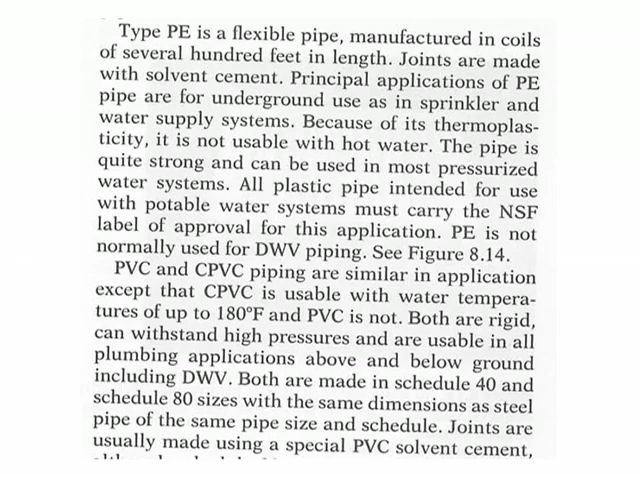 Type PE is a flexible pipe, manufactured in coils
of several hundred feet in length. Joints are made
with solvent cement. Principal applications of PE
pipe are for underground use as in sprinkler and
water supply systems. Because of its thermoplas-
ticity, it is not usable with hot water. The pipe is
quite strong and can be used in most pressurized
water systems. All plastic pipe intended for use
with potable water systems must carry the NSF
label of approval for this application. PE is not
normally used for DWV piping. See Figure 8.14.
PVC and CPVC piping are similar in application
except that CPVC is usable with water tempera-
tures of up to 180°F and PVC is not. Both are rigid,
can withstand high pressures and are usable in all
plumbing applications above and below ground
including DWV. Both are made in schedule 40 and
schedule 80 sizes with the same dimensions as steel
pipe of the same pipe size and schedule. Joints are
usually made using a special PVC solvent cement,